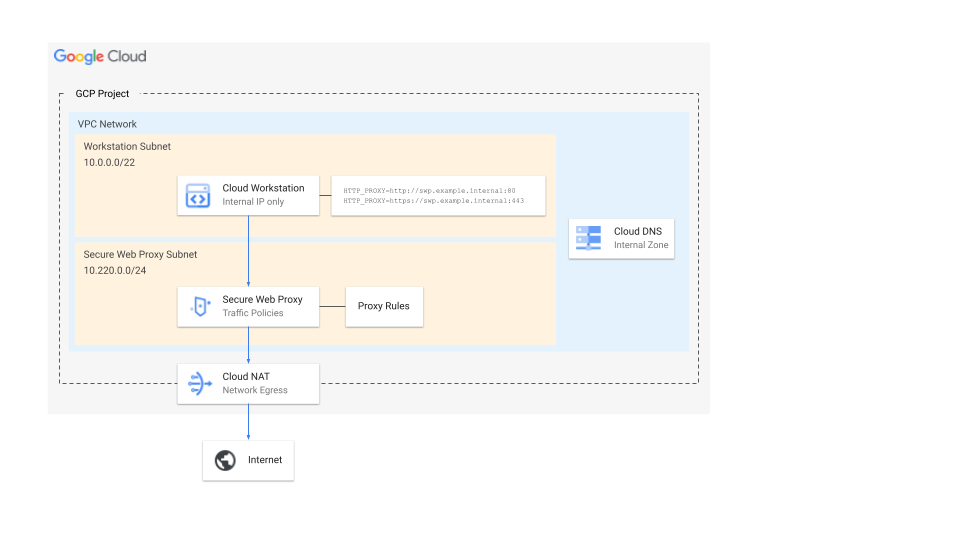 Google Cloud
GCP Project
VPC Network
Workstation Subnet
10.0.0.0/22
Cloud Workstation
Internal IP only
HTTP_PROXY=http://swp.example.internal:80
HTTP_PROXY=https://swp.example.internal:443
Cloud DNS
Internal Zone
Secure Web Proxy Subnet
10.220.0.0/24
Secure Web Proxy
Traffic Policies
Proxy Rules
Cloud NAT
Network Egress
Internet